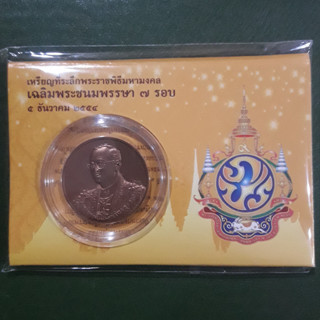 เหรียญที่ระลึกพระราชพิธีมหามงคล
เฉลิมพระชนมพรรษา ๗ รอบ
๕ ธันวาคม ๒๕๕๔